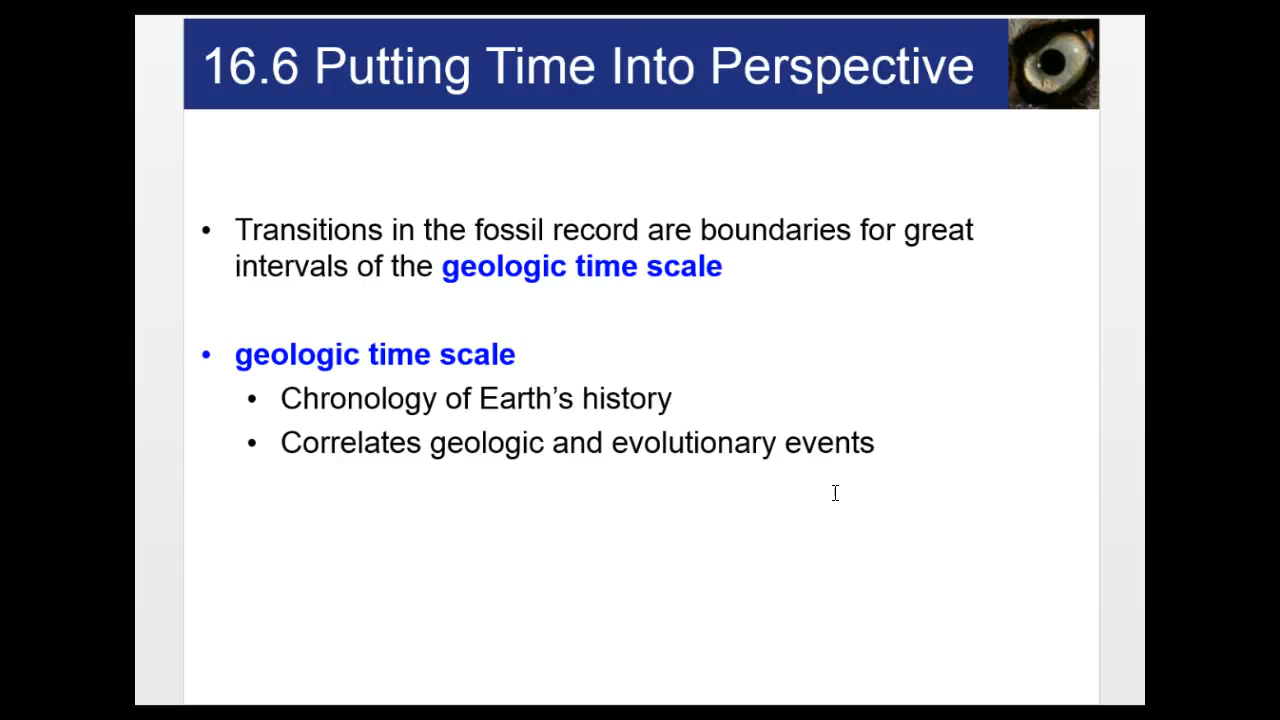 16.6 Putting Time Into Perspective
• Transitions in the fossil record are boundaries for great
intervals of the geologic time scale
• geologic time scale
• Chronology of Earth’s history
• Correlates geologic and evolutionary events